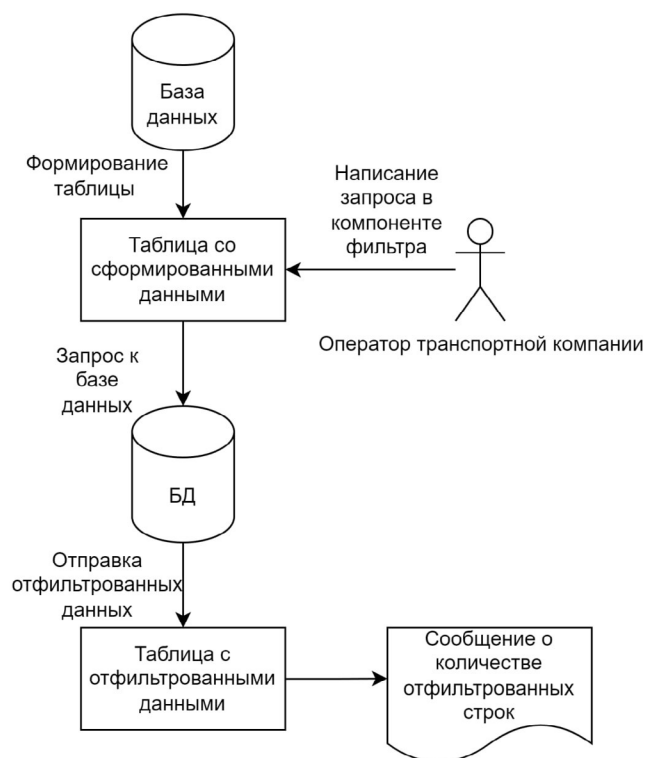 База
данных
Формирование
таблицы
Написание
запроса в
компоненте
фильтра
Таблица со
сформированными
данными
Оператор транспортной компании
Запрос к
базе
данных
БД
Отправка
отфильтрованных
данных
Таблица с
отфильтрованными
данными
Сообщение о
количестве
отфильтрованных
строк